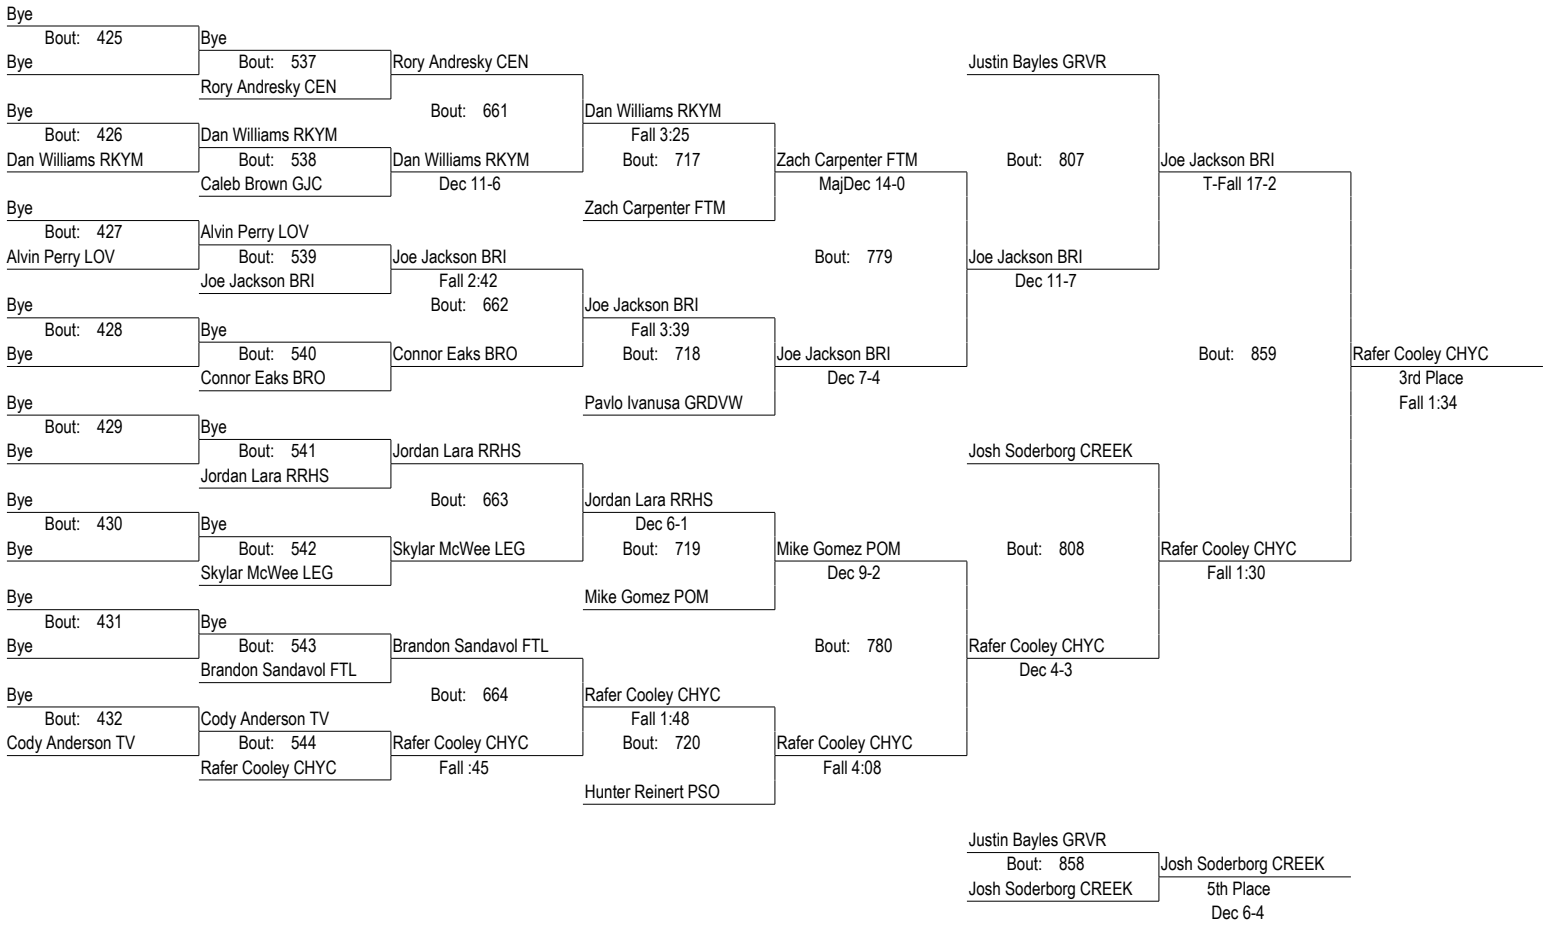 Bye
Bout: 425
Bye
Bye
Bout: 537
Rory Andresky CEN
Rory Andresky CEN
Justin Bayles GRVR
Bye
Bout: 426
Dan Williams RKYM
Dan Williams RKYM
Bout: 538
Caleb Brown GJC
Bout: 661
Dan Williams RKYM
Dec 11-6
Dan Williams RKYM
Fall 3:25
Bout: 717
Zach Carpenter FTM
Zach Carpenter FTM
MajDec 14-0
Bout: 807
Joe Jackson BRI
T-Fall 17-2
Bye
Bout: 427
Alvin Perry LOV
Alvin Perry LOV
Bout: 539
Joe Jackson BRI
Joe Jackson BRI
Fall 2:42
Bout: 662
Bout: 779
Joe Jackson BRI
Dec 11-7
Bye
Bout: 428
Bye
Bye
Bout: 540
Connor Eaks BRO
Connor Eaks BRO
Joe Jackson BRI
Fall 3:39
Bout: 718
Pavlo Ivanusa GRDVW
Joe Jackson BRI
Dec 7-4
Bout: 859
Rafer Cooley CHYC
3rd Place
Fall 1:34
Bye
Bout: 429
Bye
Bye
Bout: 541
Jordan Lara RRHS
Jordan Lara RRHS
Josh Soderborg CREEK
Bye
Bout: 430
Bye
Bye
Bout: 542
Skylar McWee LEG
Bout: 663
Skylar McWee LEG
Jordan Lara RRHS
Dec 6-1
Bout: 719
Mike Gomez POM
Mike Gomez POM
Dec 9-2
Bout: 808
Rafer Cooley CHYC
Fall 1:30
Bye
Bout: 431
Bye
Bye
Bout: 543
Brandon Sandavol FTL
Brandon Sandavol FTL
Bout: 780
Rafer Cooley CHYC
Dec 4-3
Bye
Bout: 432
Cody Anderson TV
Cody Anderson TV
Bout: 544
Rafer Cooley CHYC
Bout: 664
Rafer Cooley CHYC
Fall :45
Rafer Cooley CHYC
Fall 1:48
Bout: 720
Hunter Reinert PSO
Rafer Cooley CHYC
Fall 4:08
Justin Bayles GRVR
Bout: 858
Josh Soderborg CREEK
Josh Soderborg CREEK
5th Place
Dec 6-4